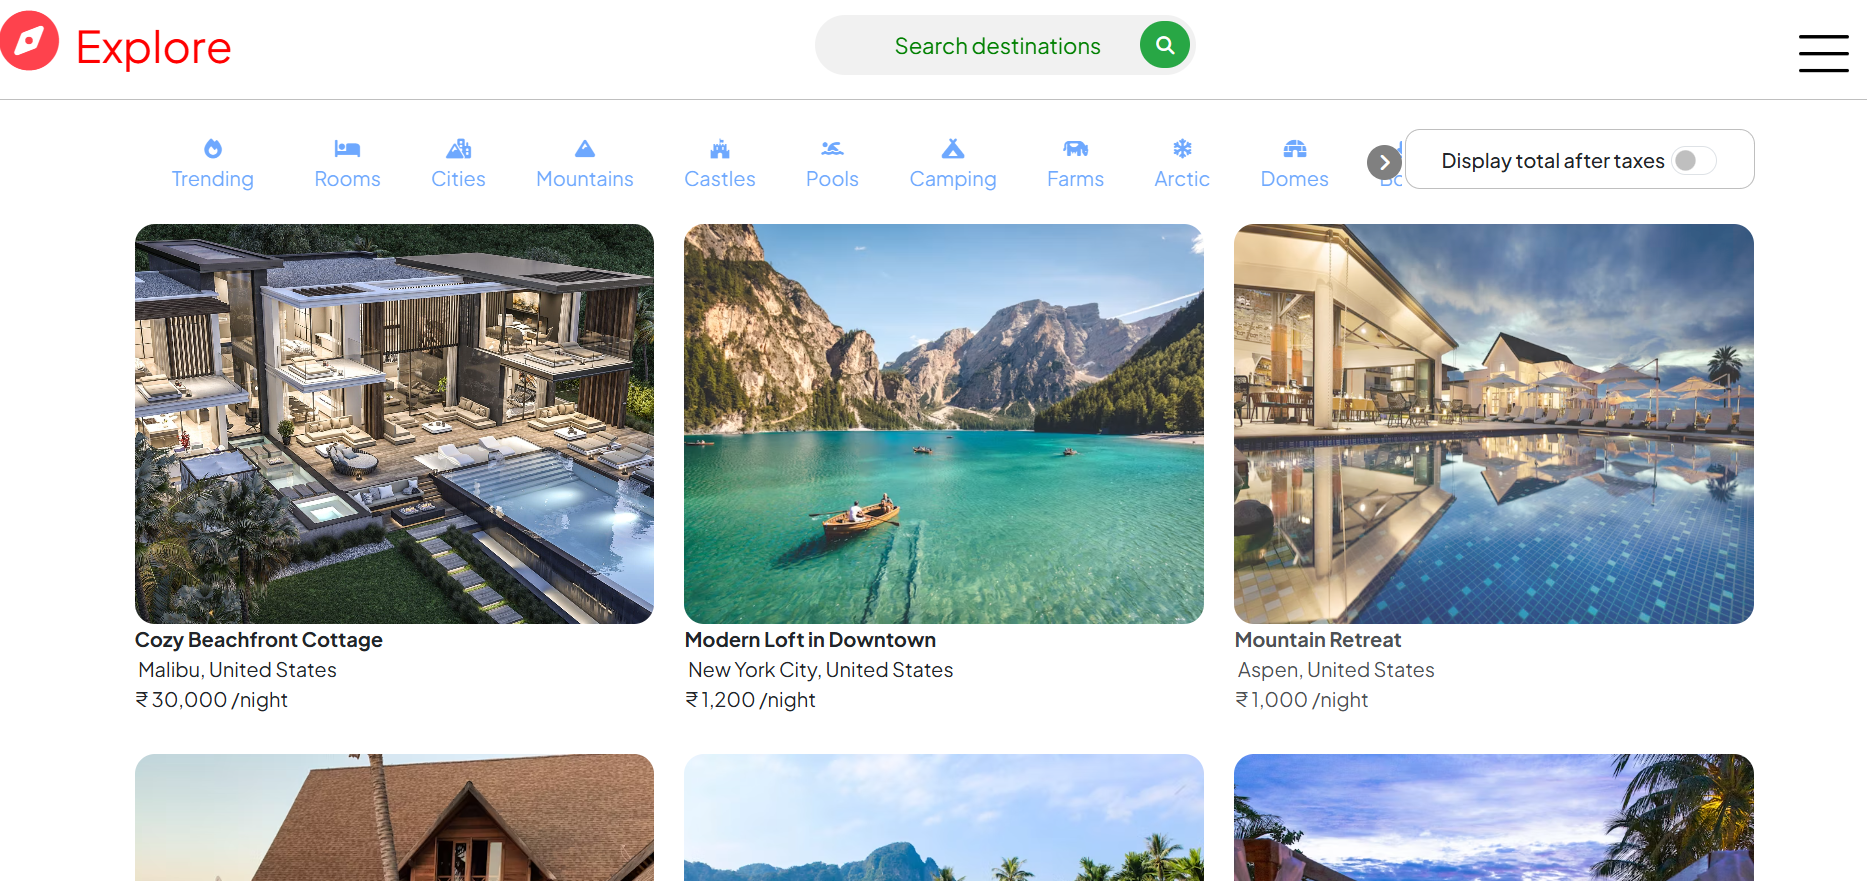 Explore
Search destinations
Trending
Rooms
Cities
Mountains
Castles
Pools
Camping
Farms
Arctic
Domes
Display total after taxes
Cozy Beachfront Cottage
Malibu, United States
₹ 30,000 /night
Modern Loft in Downtown
New York City, United States
₹ 1,200 /night
Mountain Retreat
Aspen, United States
₹ 1,000 /night